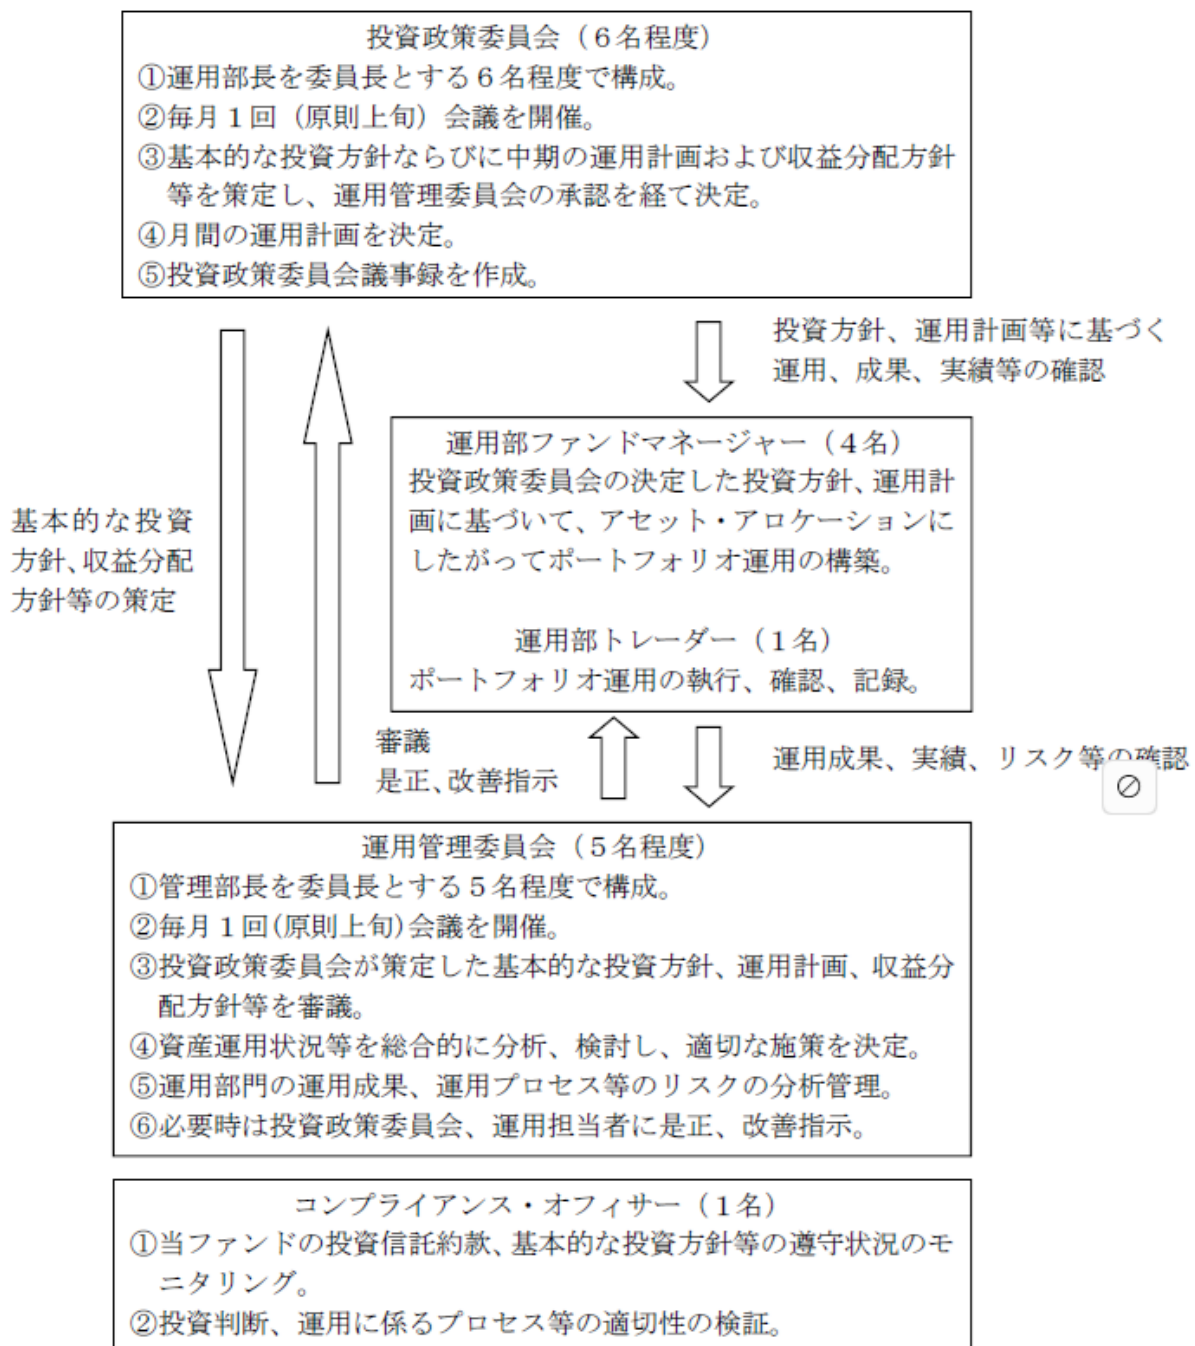 投資政策委員会（６名程度）
①運用部長を委員長とする６名程度で構成。
②毎月１回（原則上旬）会議を開催。
③基本的な投資方針ならびに中期の運用計画および収益分配方針
等を策定し、運用管理委員会の承認を経て決定。
④月間の運用計画を決定。
⑤投資政策委員会議事録を作成。
投資方針、運用計画等に基づく
運用、成果、実績等の確認
運用部ファンドマネージャー（４名）
投資政策委員会の決定した投資方針、運用計
画に基づいて、アセット・アロケーションに
したがってポートフォリオ運用の構築。
運用部トレーダー（１名）
ポートフォリオ運用の執行、確認、記録。
基本的な投資
方針、収益分配
方針等の策定
審議
是正、改善指示
運用成果、実績、リスク等の確認
運用管理委員会（５名程度）
①管理部長を委員長とする５名程度で構成。
②毎月１回(原則上旬)会議を開催。
③投資政策委員会が策定した基本的な投資方針、運用計画、収益分
配方針等を審議。
④資産運用状況等を総合的に分析、検討し、適切な施策を決定。
⑤運用部門の運用成果、運用プロセス等のリスクの分析管理。
⑥必要時は投資政策委員会、運用担当者に是正、改善指示。
コンプライアンス・オフィサー（１名）
①当ファンドの投資信託約款、基本的な投資方針等の遵守状況のモ
ニタリング。
②投資判断、運用に係るプロセス等の適切性の検証。